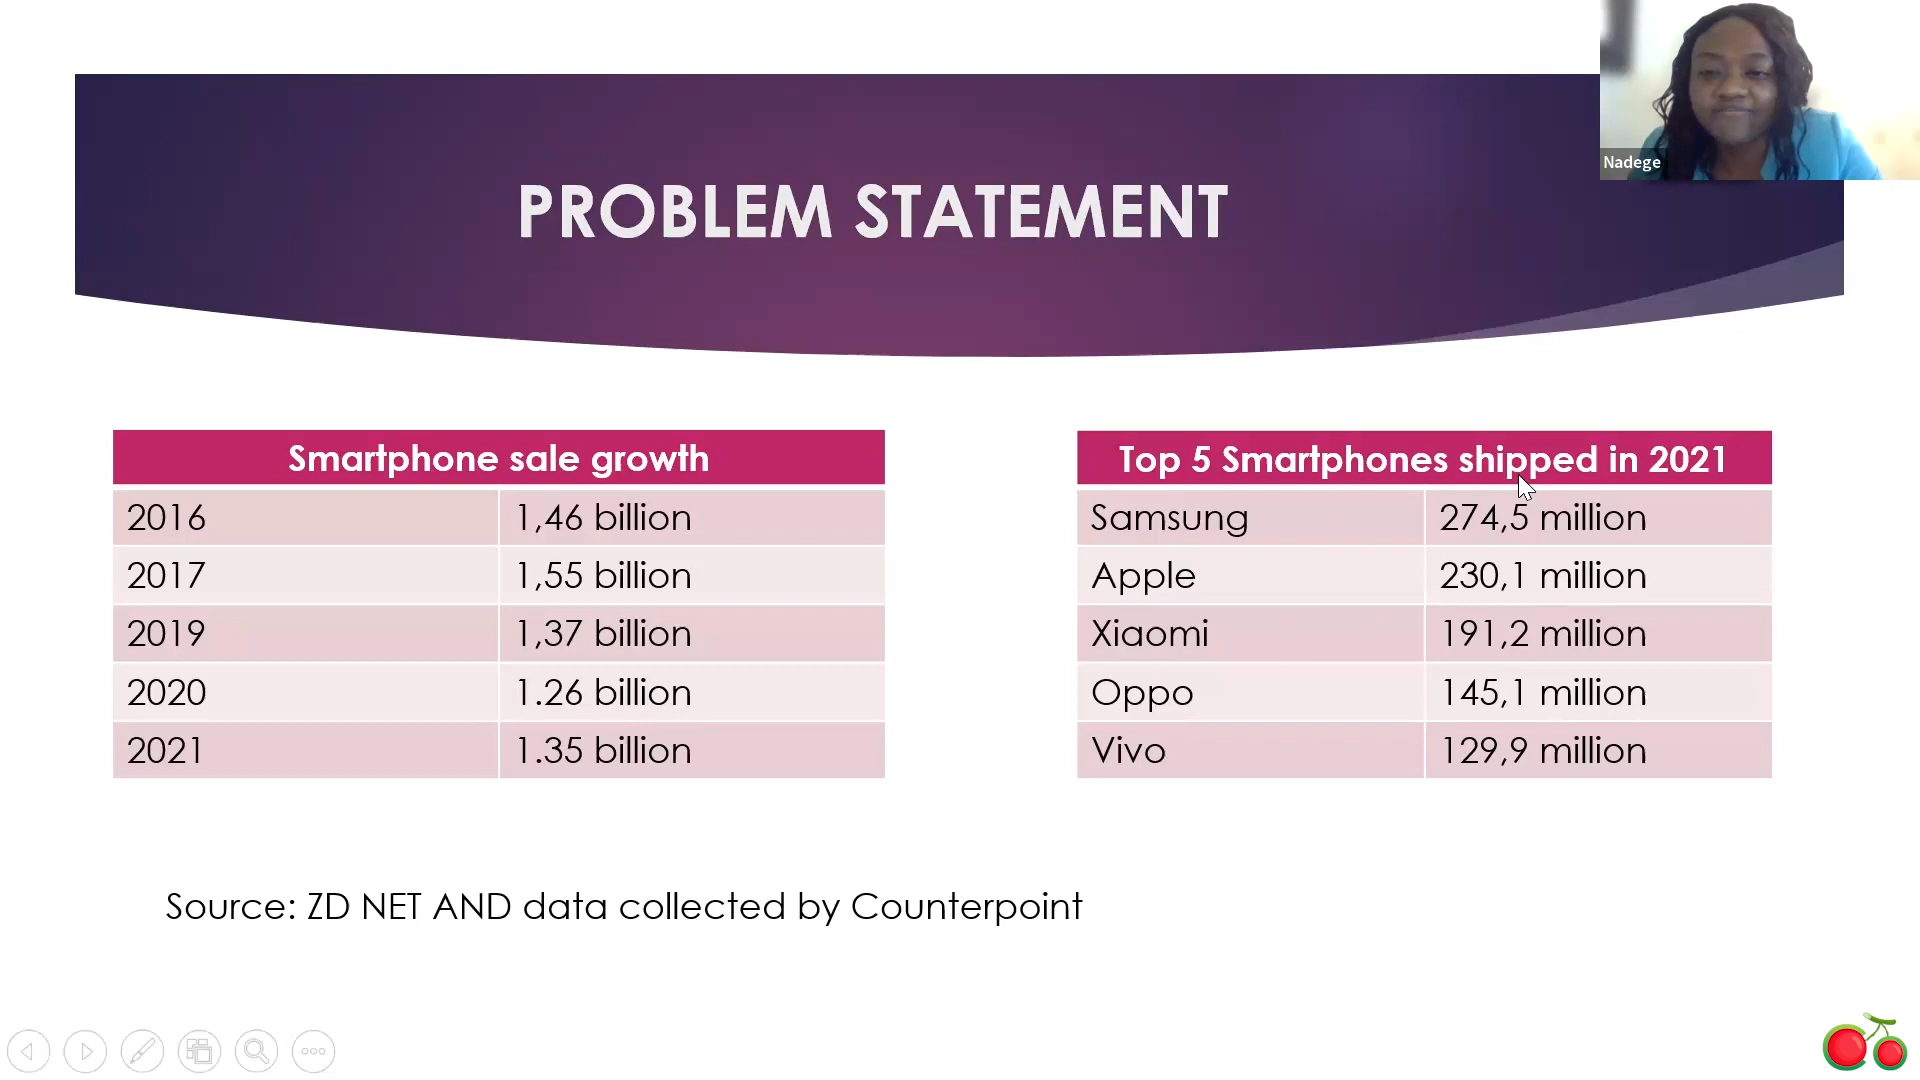 Nadege
PROBLEM STATEMENT
Smartphone sale growth
2016 1,46 billion
2017 1,55 billion
2019 1,37 billion
2020 1.26 billion
2021 1.35 billion
Top 5 Smartphones shipped in 2021
Samsung 274,5 million
Apple 230,1 million
Xiaomi 191,2 million
Oppo 145,1 million
Vivo 129,9 million
Source: ZD NET AND data collected by Counterpoint